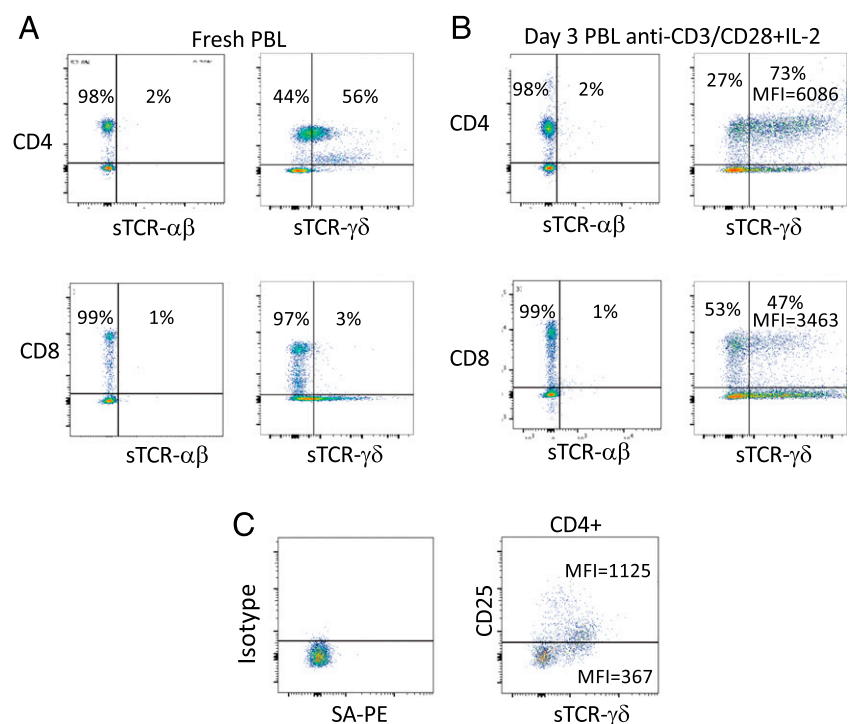 A
Fresh PBL
CD4
98% 2%
sTCR-αβ
44% 56%
sTCR-γδ
CD8
99% 1%
sTCR-αβ
97% 3%
sTCR-γδ
B
Day 3 PBL anti-CD3/CD28+IL-2
CD4
98% 2%
sTCR-αβ
27% 73%
MFI=6086
sTCR-γδ
CD8
99% 1%
sTCR-αβ
53% 47%
MFI=3463
sTCR-γδ
C
Isotype
SA-PE
CD4+
CD25
MFI=1125
MFI=367
sTCR-γδ